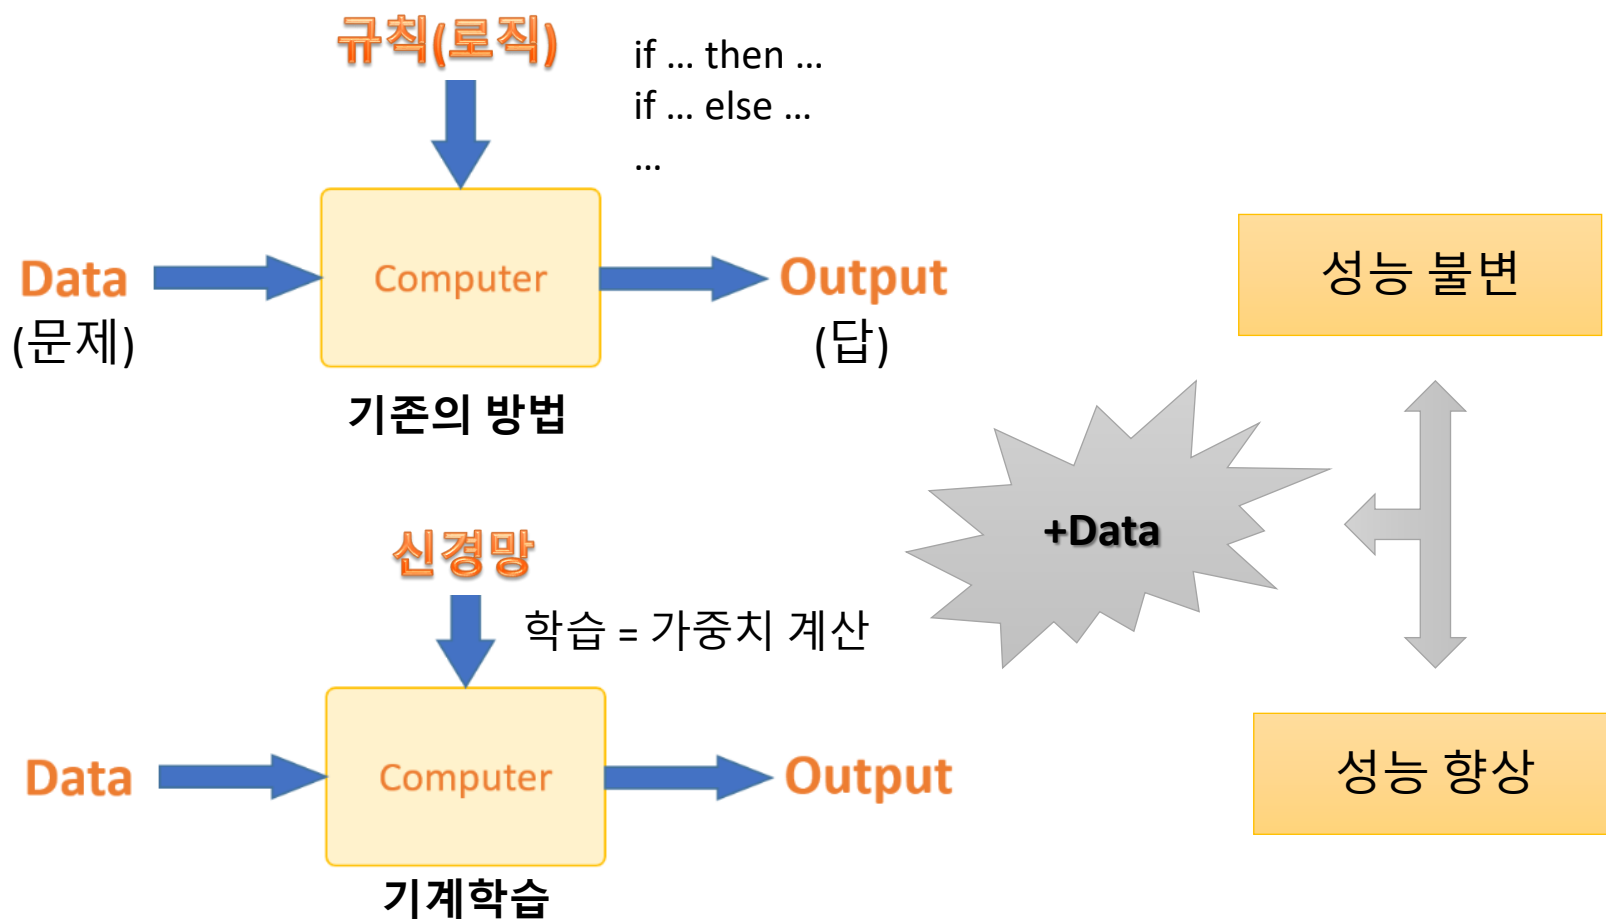 규칙(로직)
if ... then ...
if ... else ...
...
Data
(문제)
Computer
Output
(답)
기존의 방법
성능 불변
+Data
신경망
학습 = 가중치 계산
Data
Computer
Output
기계학습
성능 향상